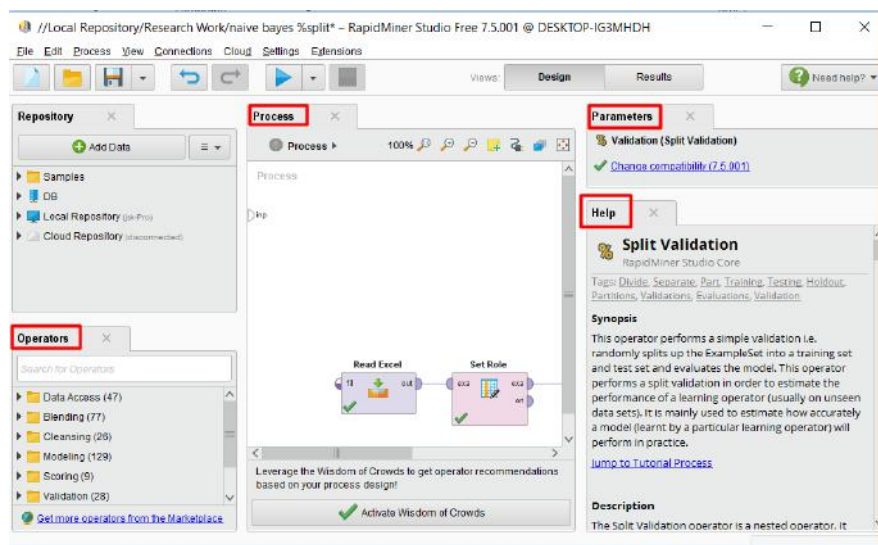 //Local Repository/Research Work/naive bayes %split* – RapidMiner Studio Free 7.5.001 @ DESKTOP-IG3MHDH
File Edit Process View Connections Cloud Settings Extensions
Views: Design Results Need help?
Repository
Add Data
Samples
DB
Local Repository
Cloud Repository (disconnected)
Operators
Search for Operators
Data Access (47)
Blending (77)
Cleansing (26)
Modeling (129)
Scoring (9)
Validation (28)
Get more operators from the Marketplace
Process
Process 100%
Process
inp
Read Excel
fil out
Set Role
exa exa
ori
Leverage the Wisdom of Crowds to get operator recommendations
based on your process design!
Activate Wisdom of Crowds
Parameters
Validation (Split Validation)
Change compatibility (7.5.001)
Help
Split Validation
RapidMiner Studio Core
Tags: Divide, Separate, Part, Training, Testing, Holdout,
Partitions, Validations, Evaluations, Validation
Synopsis
This operator performs a simple validation i.e.
randomly splits up the ExampleSet into a training set
and test set and evaluates the model. This operator
performs a split validation in order to estimate the
performance of a learning operator (usually on unseen
data sets). It is mainly used to estimate how accurately
a model (learnt by a particular learning operator) will
perform in practice.
Jump to Tutorial Process
Description
The Split Validation operator is a nested operator. It